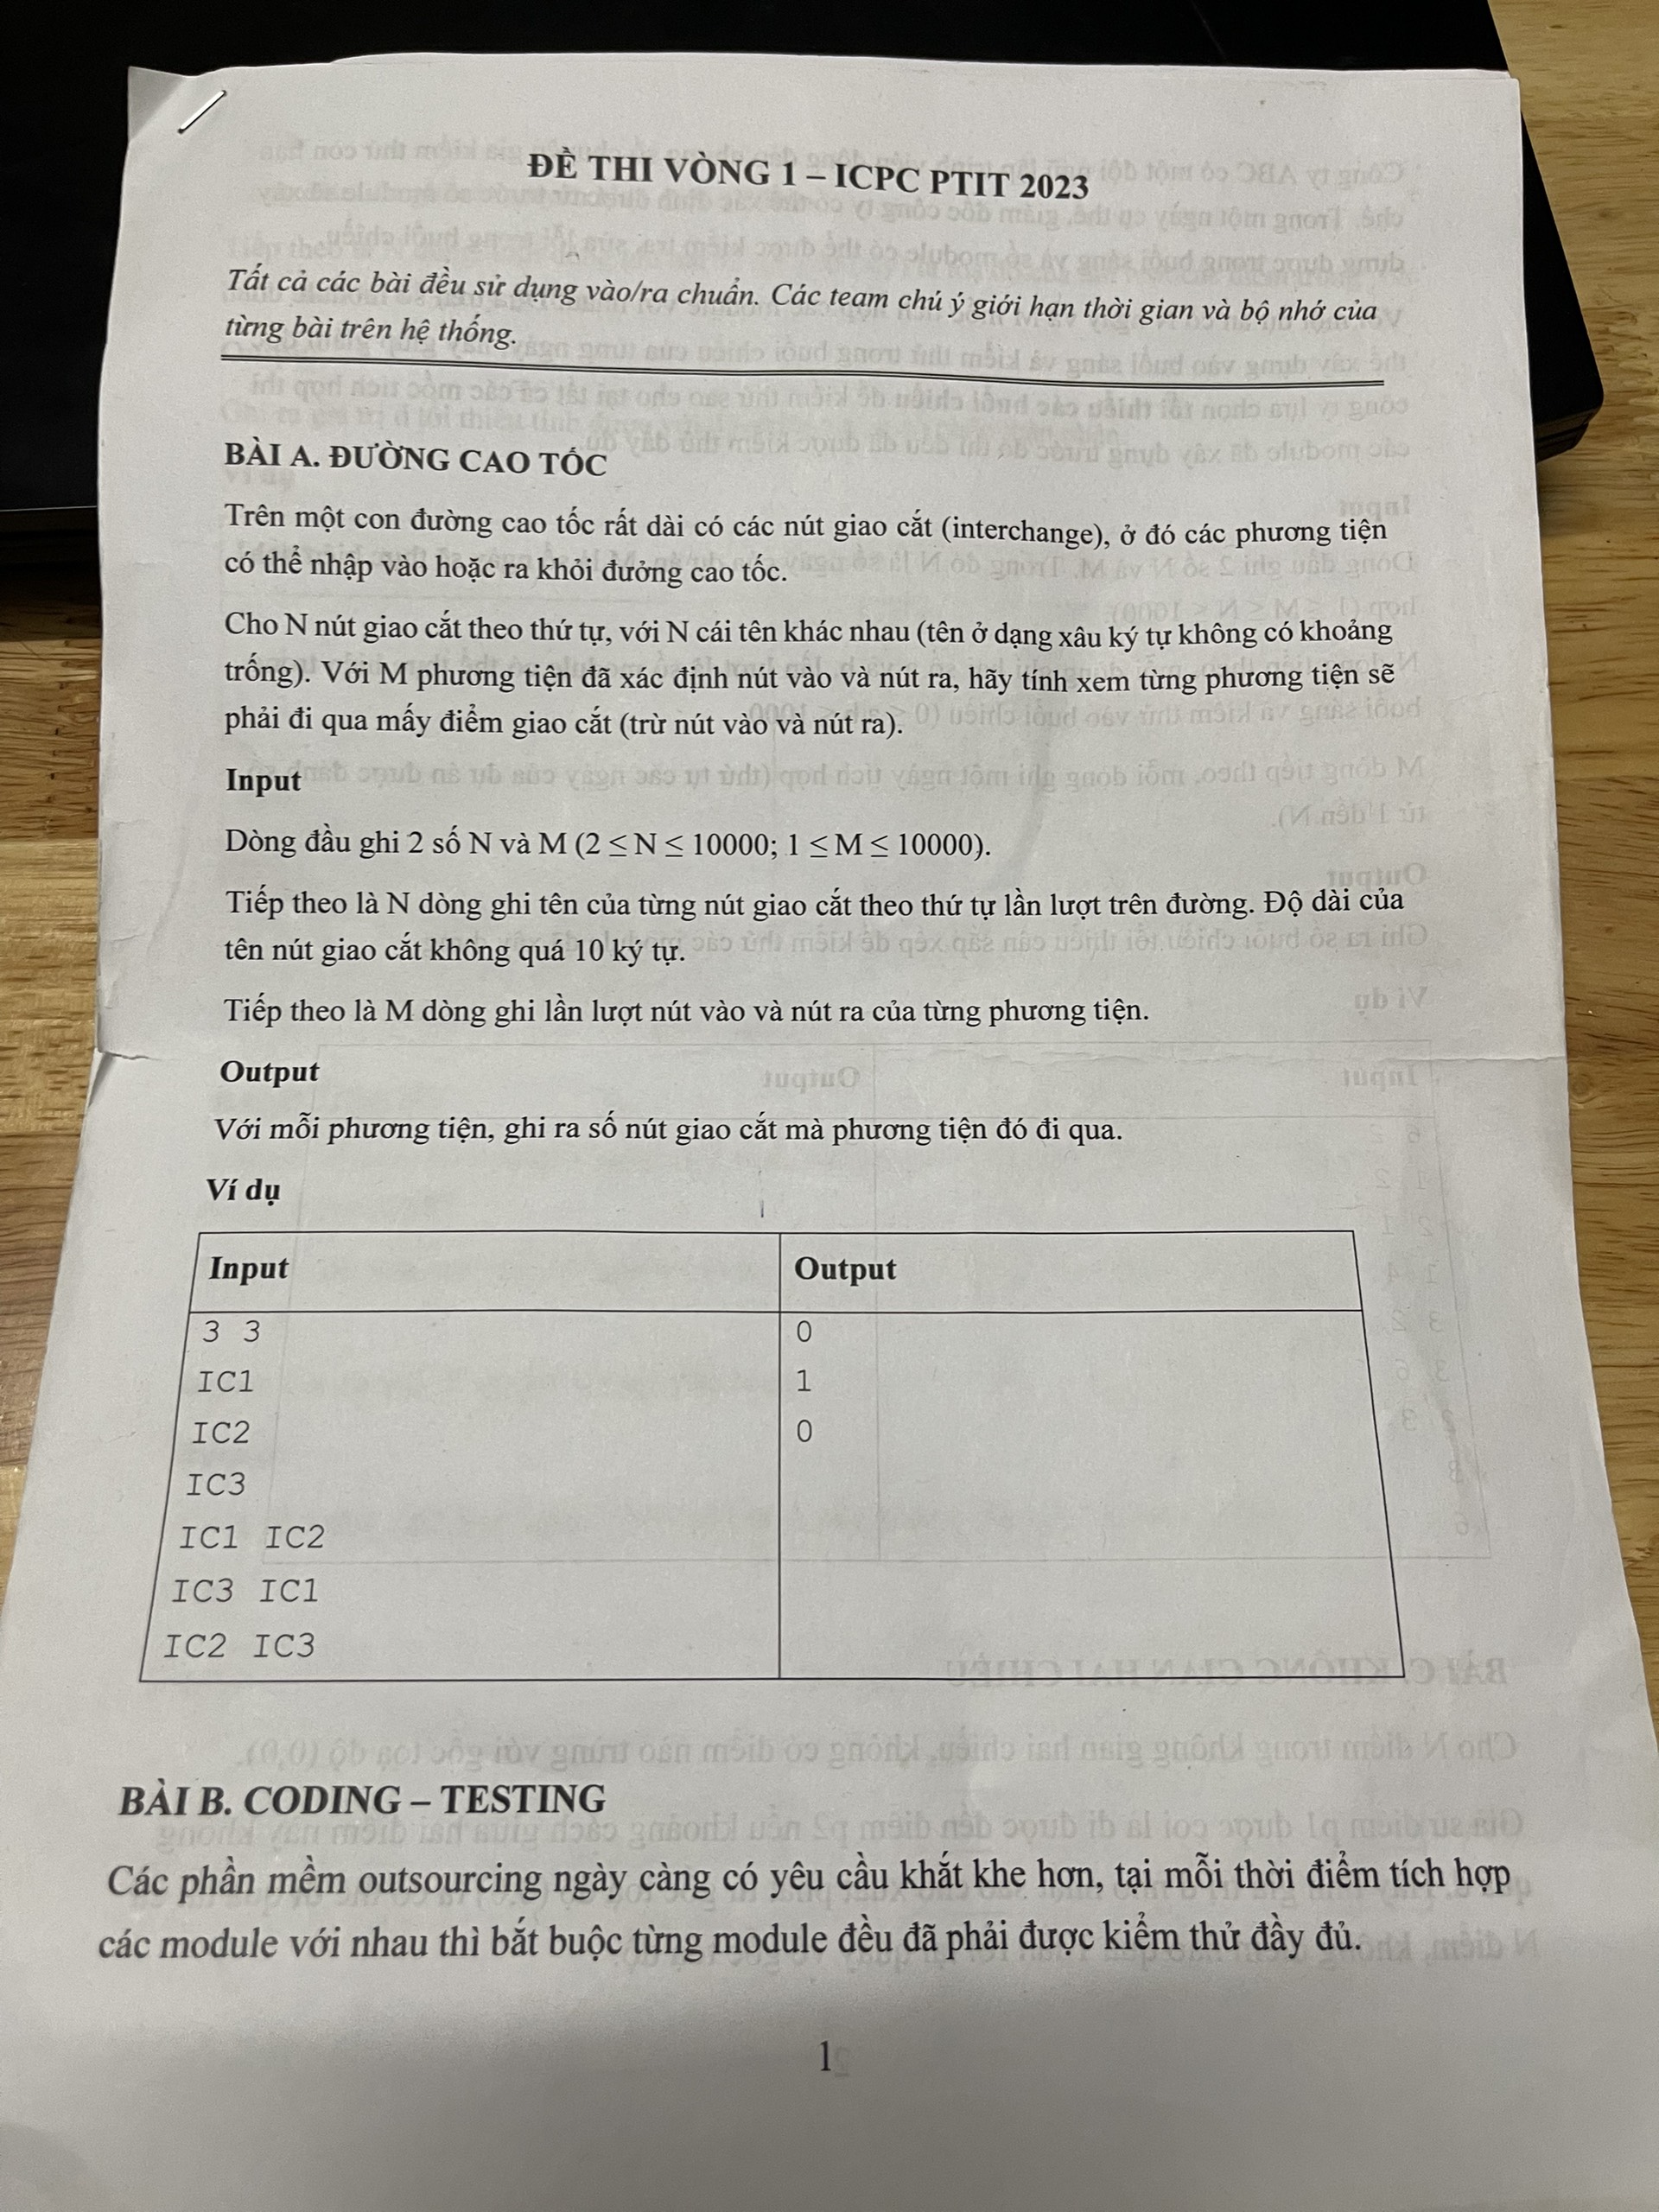 ĐỀ THI VÒNG 1 – ICPC PTIT 2023
Tất cả các bài đều sử dụng vào/ra chuẩn. Các team chú ý giới hạn thời gian và bộ nhớ của
từng bài trên hệ thống.
BÀI A. ĐƯỜNG CAO TỐC
Trên một con đường cao tốc rất dài có các nút giao cắt (interchange), ở đó các phương tiện
có thể nhập vào hoặc ra khỏi đưởng cao tốc.
Cho N nút giao cắt theo thứ tự, với N cái tên khác nhau (tên ở dạng xâu ký tự không có khoảng
trống). Với M phương tiện đã xác định nút vào và nút ra, hãy tính xem từng phương tiện sẽ
phải đi qua mấy điểm giao cắt (trừ nút vào và nút ra).
Input
Dòng đầu ghi 2 số N và M (2 ≤ N ≤ 10000; 1 ≤ M ≤ 10000).
Tiếp theo là N dòng ghi tên của từng nút giao cắt theo thứ tự lần lượt trên đường. Độ dài của
tên nút giao cắt không quá 10 ký tự.
Tiếp theo là M dòng ghi lần lượt nút vào và nút ra của từng phương tiện.
Output
Với mỗi phương tiện, ghi ra số nút giao cắt mà phương tiện đó đi qua.
Ví dụ
Input Output
3 3 0
IC1 1
IC2 0
IC3
IC1 IC2
IC3 IC1
IC2 IC3
BÀI B. CODING – TESTING
Các phần mềm outsourcing ngày càng có yêu cầu khắt khe hơn, tại mỗi thời điểm tích hợp
các module với nhau thì bắt buộc từng module đều đã phải được kiểm thử đầy đủ.
1